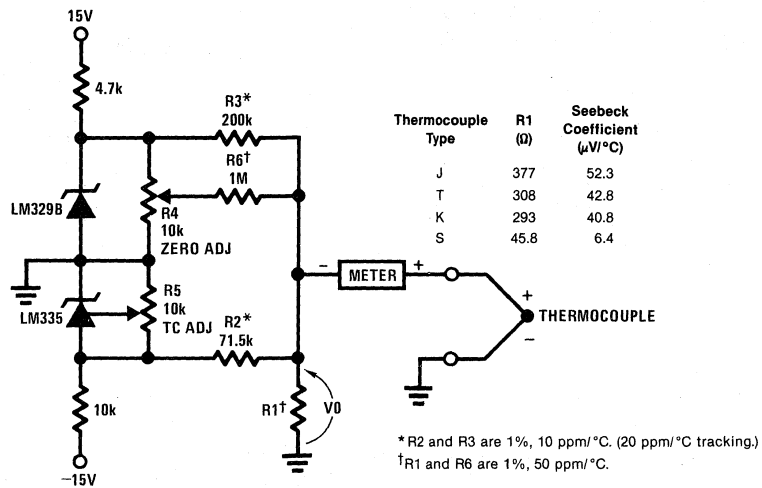 15V
4.7k
R3*
200k
R6†
1M
LM329B
R4
10k
ZERO ADJ
LM335
R5
10k
TC ADJ
R2*
71.5k
10k
−15V
R1†
V0
− METER +
+
THERMOCOUPLE
−
Thermocouple Type R1 (Ω) Seebeck Coefficient (μV/°C)
J 377 52.3
T 308 42.8
K 293 40.8
S 45.8 6.4
*R2 and R3 are 1%, 10 ppm/°C. (20 ppm/°C tracking.)
†R1 and R6 are 1%, 50 ppm/°C.